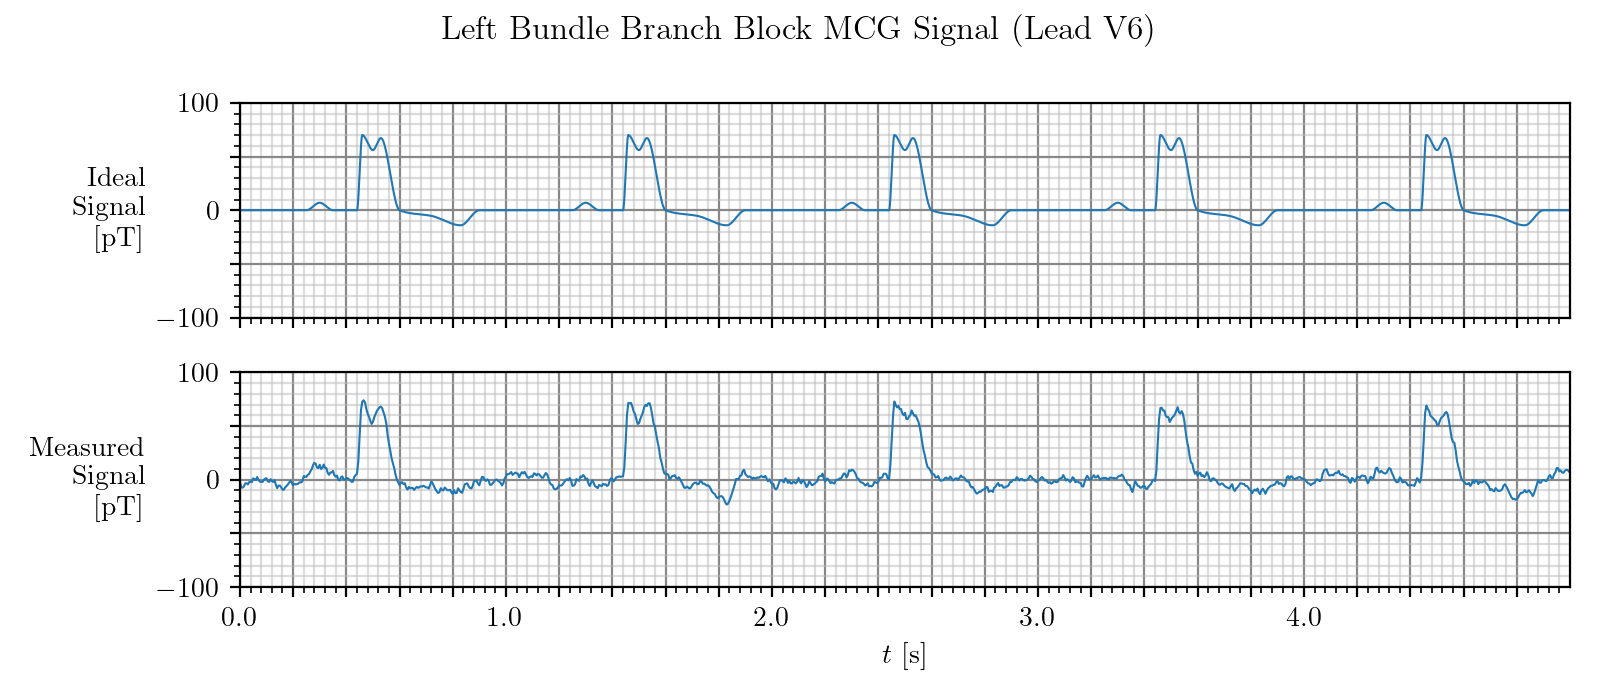 Left Bundle Branch Block MCG Signal (Lead V6)
100
Ideal
Signal
[pT]
0
−100
100
Measured
Signal
[pT]
0
−100
0.0 1.0 2.0 3.0 4.0
t [s]